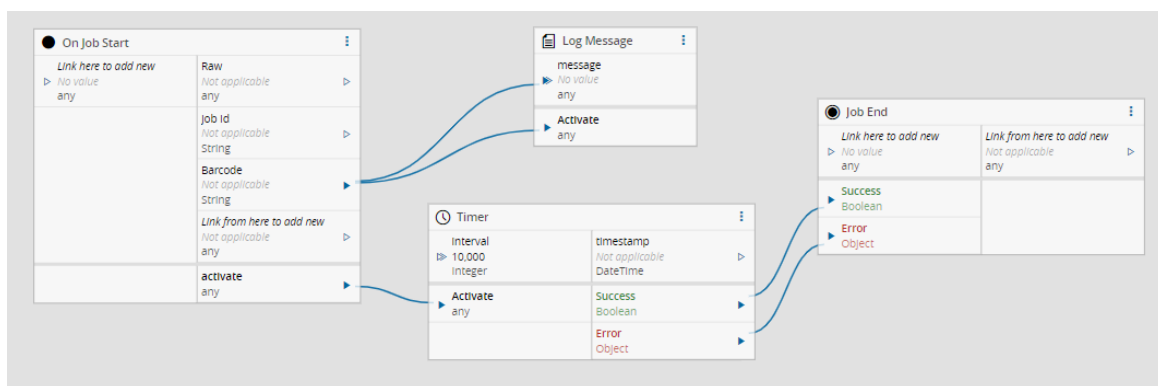 On Job Start
Link here to add new
No value
any
Raw
Not applicable
any
Job Id
Not applicable
String
Barcode
Not applicable
String
Link from here to add new
Not applicable
any
activate
any
Log Message
message
No value
any
Activate
any
Timer
Interval
10,000
Integer
timestamp
Not applicable
DateTime
Activate
any
Success
Boolean
Error
Object
Job End
Link here to add new
No value
any
Link from here to add new
Not applicable
any
Success
Boolean
Error
Object